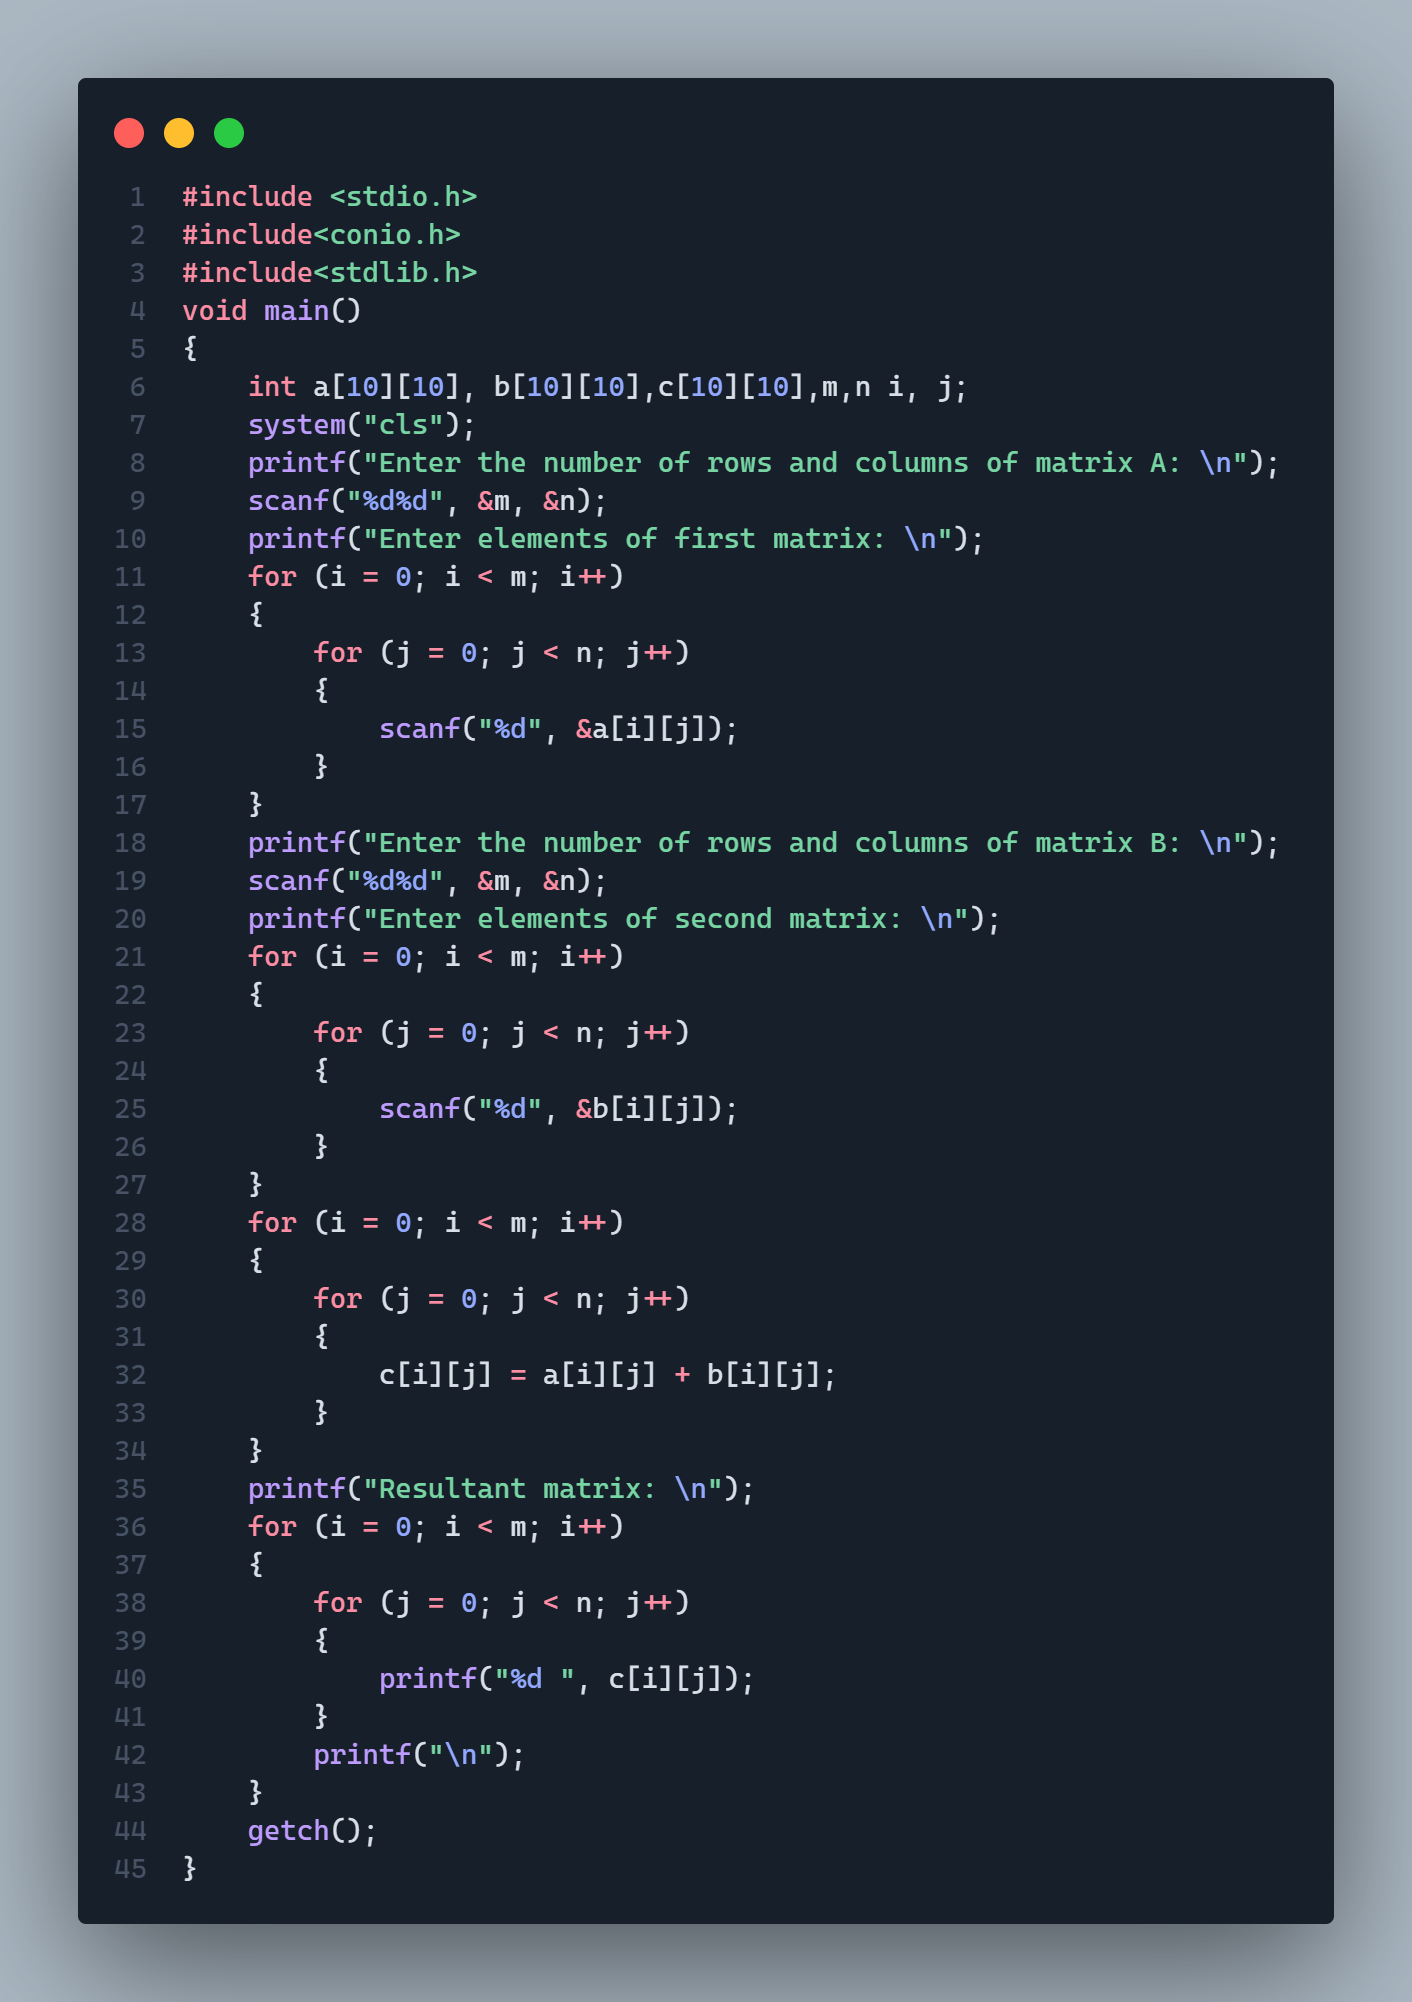 1 #include <stdio.h>
2 #include<conio.h>
3 #include<stdlib.h>
4 void main()
5 {
6     int a[10][10], b[10][10],c[10][10],m,n i, j;
7     system("cls");
8     printf("Enter the number of rows and columns of matrix A: \n");
9     scanf("%d%d", &m, &n);
10     printf("Enter elements of first matrix: \n");
11     for (i = 0; i < m; i++)
12     {
13         for (j = 0; j < n; j++)
14         {
15             scanf("%d", &a[i][j]);
16         }
17     }
18     printf("Enter the number of rows and columns of matrix B: \n");
19     scanf("%d%d", &m, &n);
20     printf("Enter elements of second matrix: \n");
21     for (i = 0; i < m; i++)
22     {
23         for (j = 0; j < n; j++)
24         {
25             scanf("%d", &b[i][j]);
26         }
27     }
28     for (i = 0; i < m; i++)
29     {
30         for (j = 0; j < n; j++)
31         {
32             c[i][j] = a[i][j] + b[i][j];
33         }
34     }
35     printf("Resultant matrix: \n");
36     for (i = 0; i < m; i++)
37     {
38         for (j = 0; j < n; j++)
39         {
40             printf("%d ", c[i][j]);
41         }
42         printf("\n");
43     }
44     getch();
45 }